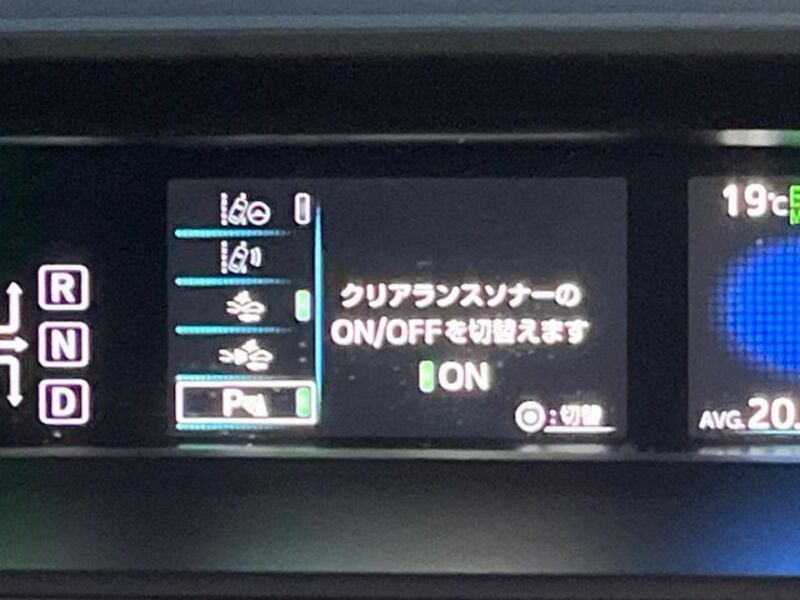 R
N
D
P
クリアランスソナーの
ON/OFFを切替えます
ON
:切替
19℃
AVG.20.